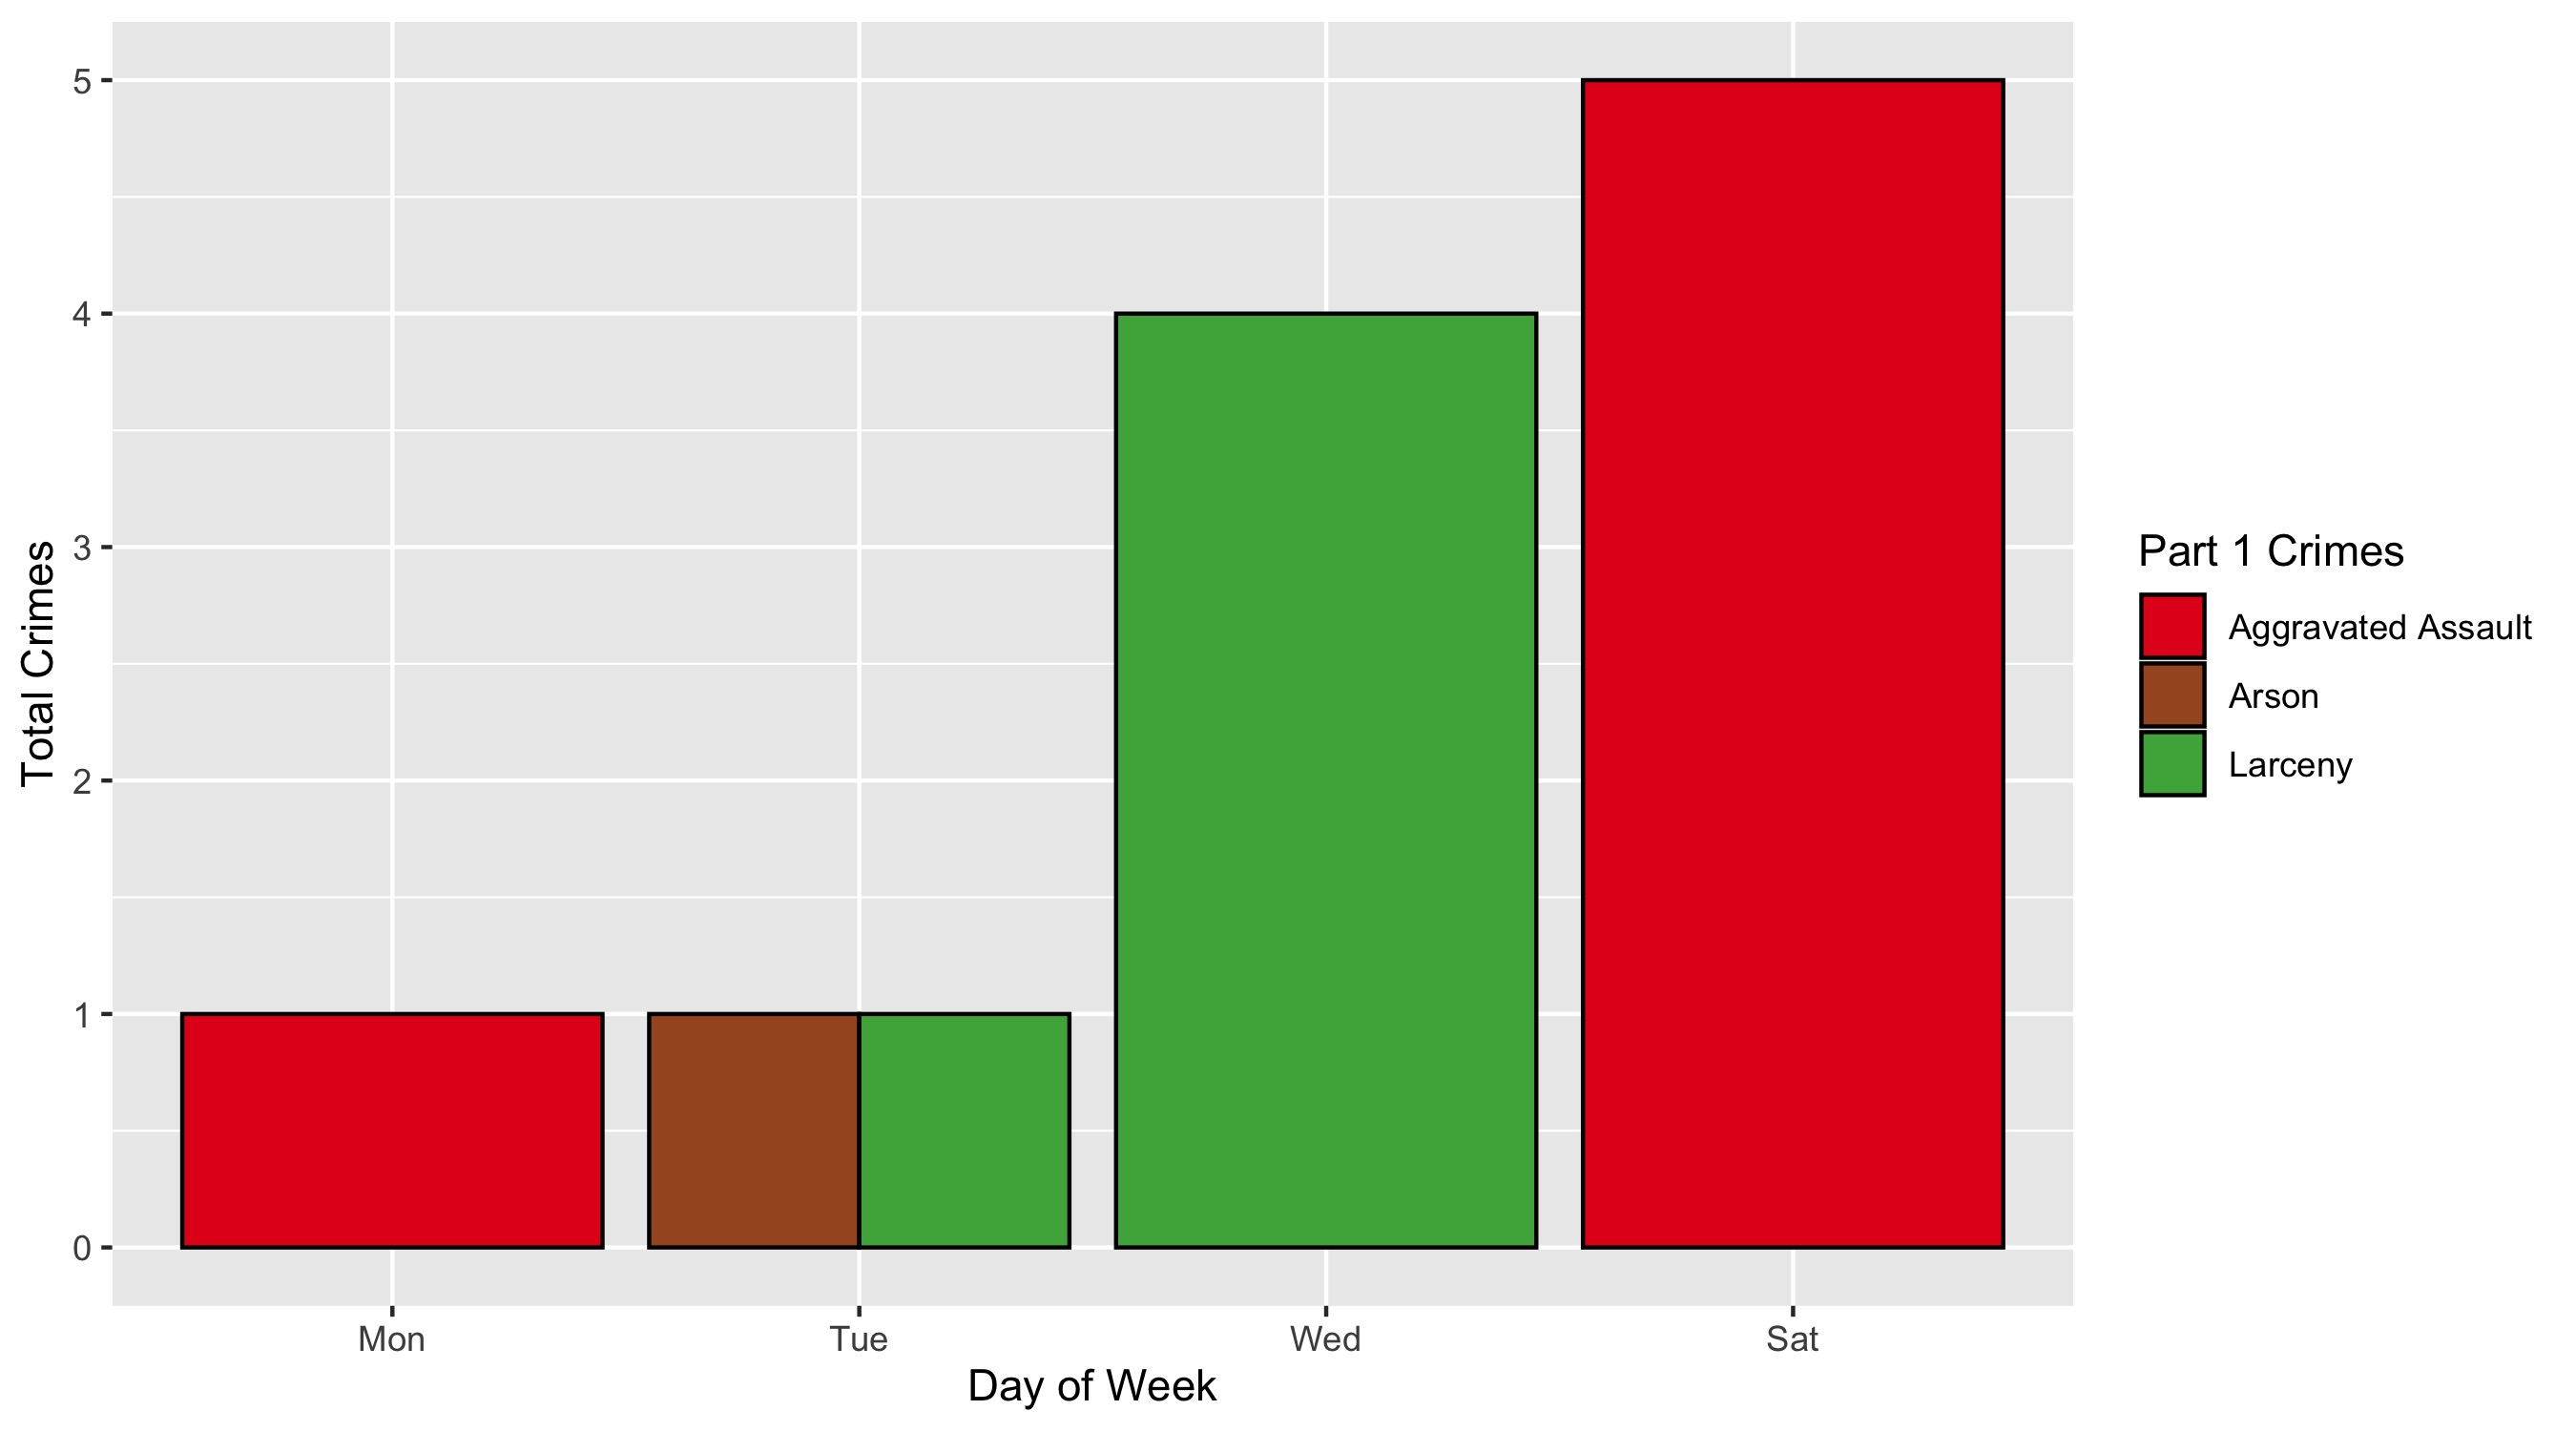 5
4
3
2
1
0
Total Crimes
Mon Tue Wed Sat
Day of Week
Part 1 Crimes
Aggravated Assault
Arson
Larceny